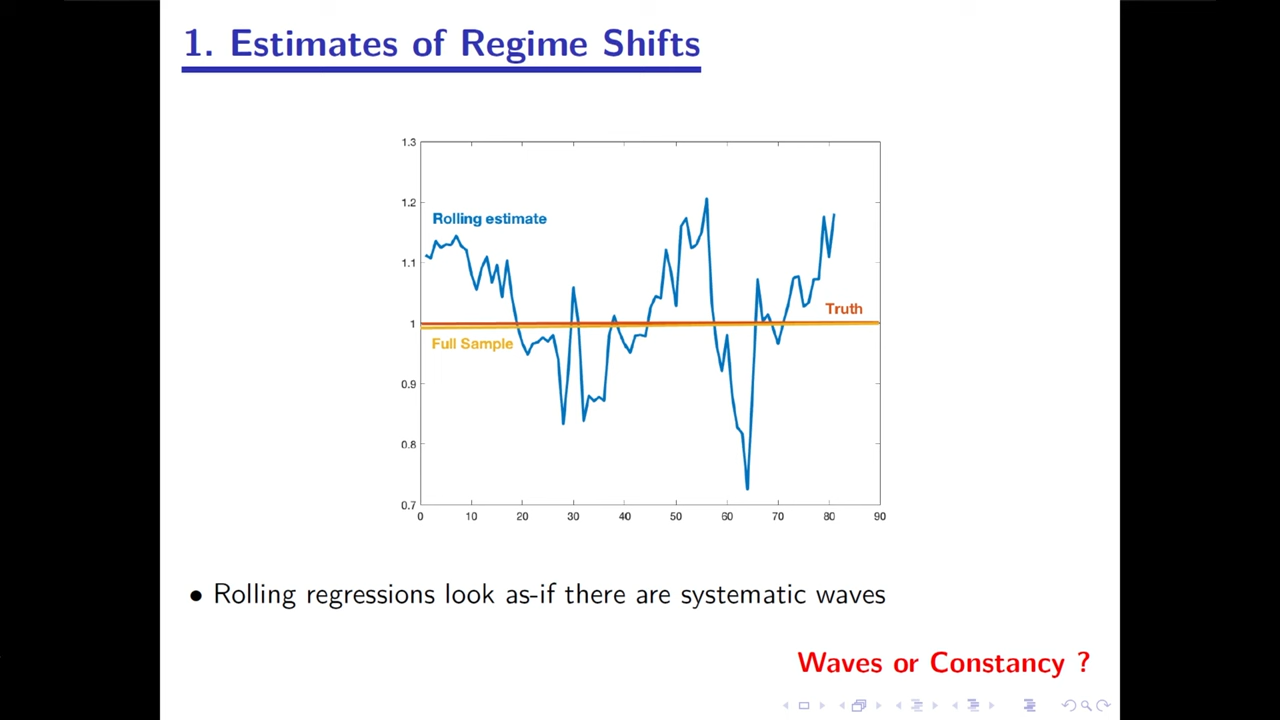 1. Estimates of Regime Shifts
1.3
1.2
Rolling estimate
1.1
Truth
1
Full Sample
0.9
0.8
0.7
0 10 20 30 40 50 60 70 80 90
• Rolling regressions look as-if there are systematic waves
Waves or Constancy ?